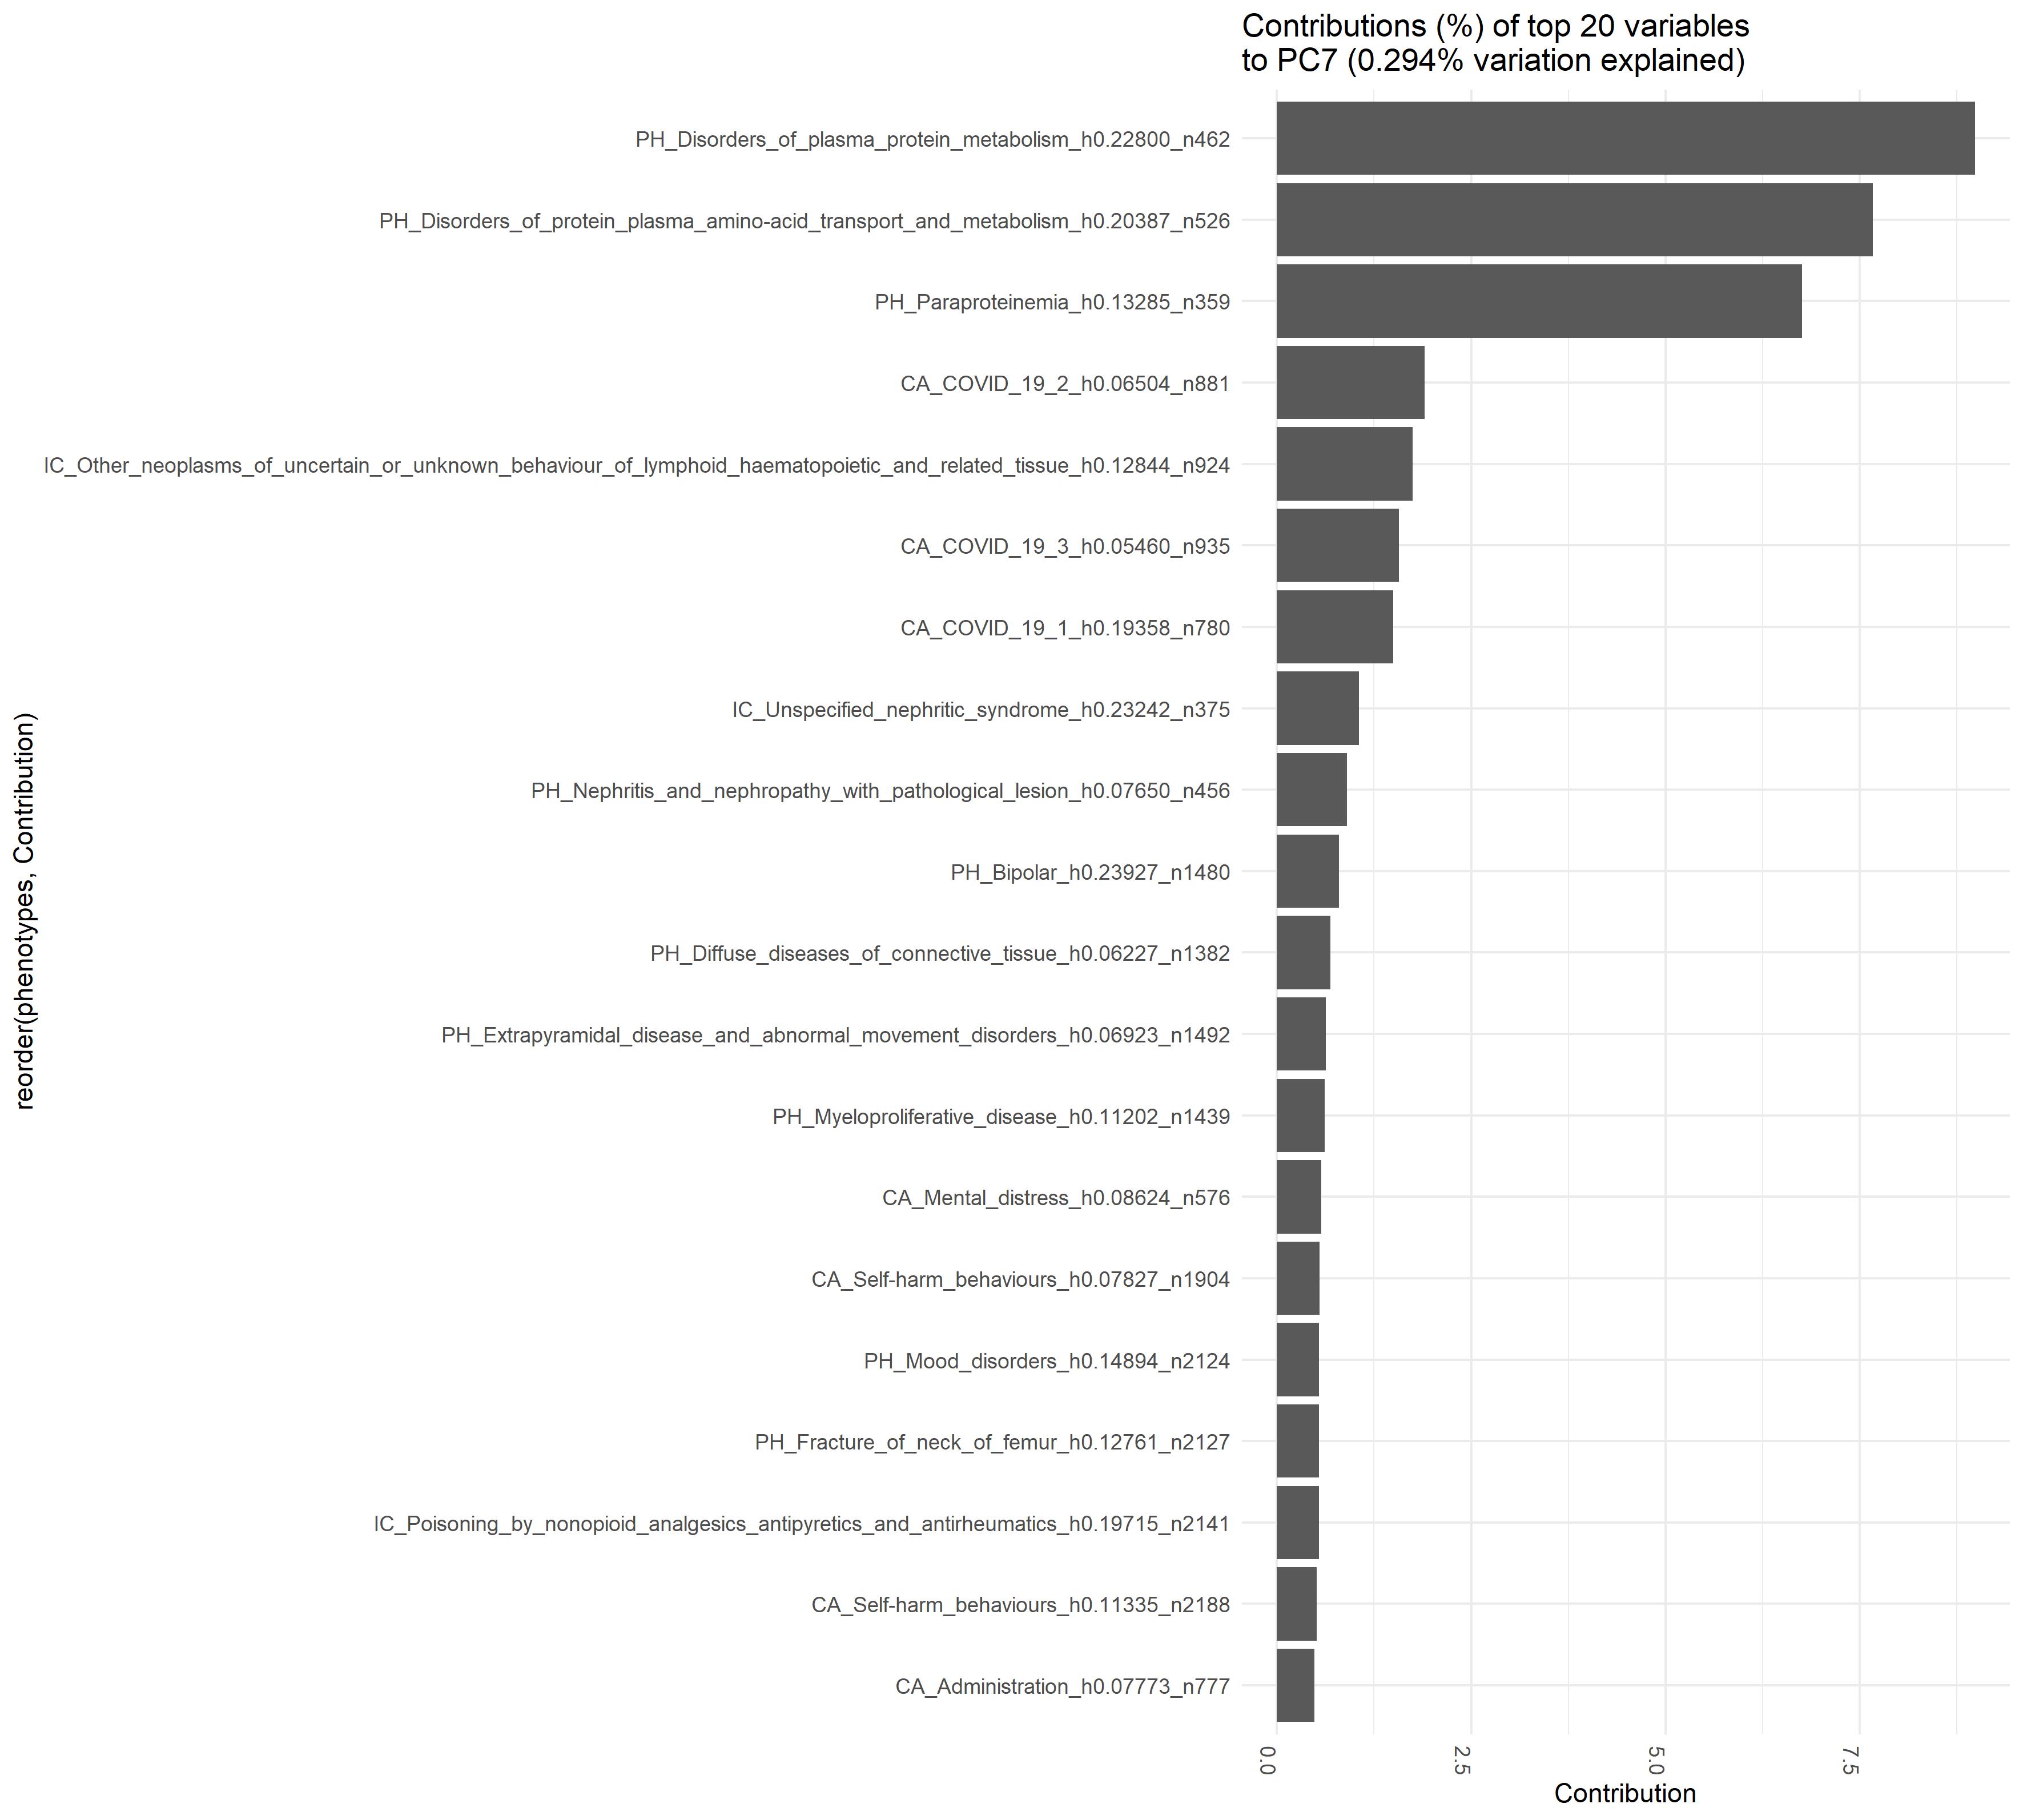 Contributions (%) of top 20 variables
to PC7 (0.294% variation explained)
PH_Disorders_of_plasma_protein_metabolism_h0.22800_n462
PH_Disorders_of_protein_plasma_amino-acid_transport_and_metabolism_h0.20387_n526
PH_Paraproteinemia_h0.13285_n359
CA_COVID_19_2_h0.06504_n881
IC_Other_neoplasms_of_uncertain_or_unknown_behaviour_of_lymphoid_haematopoietic_and_related_tissue_h0.12844_n924
CA_COVID_19_3_h0.05460_n935
CA_COVID_19_1_h0.19358_n780
IC_Unspecified_nephritic_syndrome_h0.23242_n375
PH_Nephritis_and_nephropathy_with_pathological_lesion_h0.07650_n456
PH_Bipolar_h0.23927_n1480
PH_Diffuse_diseases_of_connective_tissue_h0.06227_n1382
PH_Extrapyramidal_disease_and_abnormal_movement_disorders_h0.06923_n1492
PH_Myeloproliferative_disease_h0.11202_n1439
CA_Mental_distress_h0.08624_n576
CA_Self-harm_behaviours_h0.07827_n1904
PH_Mood_disorders_h0.14894_n2124
PH_Fracture_of_neck_of_femur_h0.12761_n2127
IC_Poisoning_by_nonopioid_analgesics_antipyretics_and_antirheumatics_h0.19715_n2141
CA_Self-harm_behaviours_h0.11335_n2188
CA_Administration_h0.07773_n777
reorder(phenotypes, Contribution)
0.0
2.5
5.0
7.5
Contribution